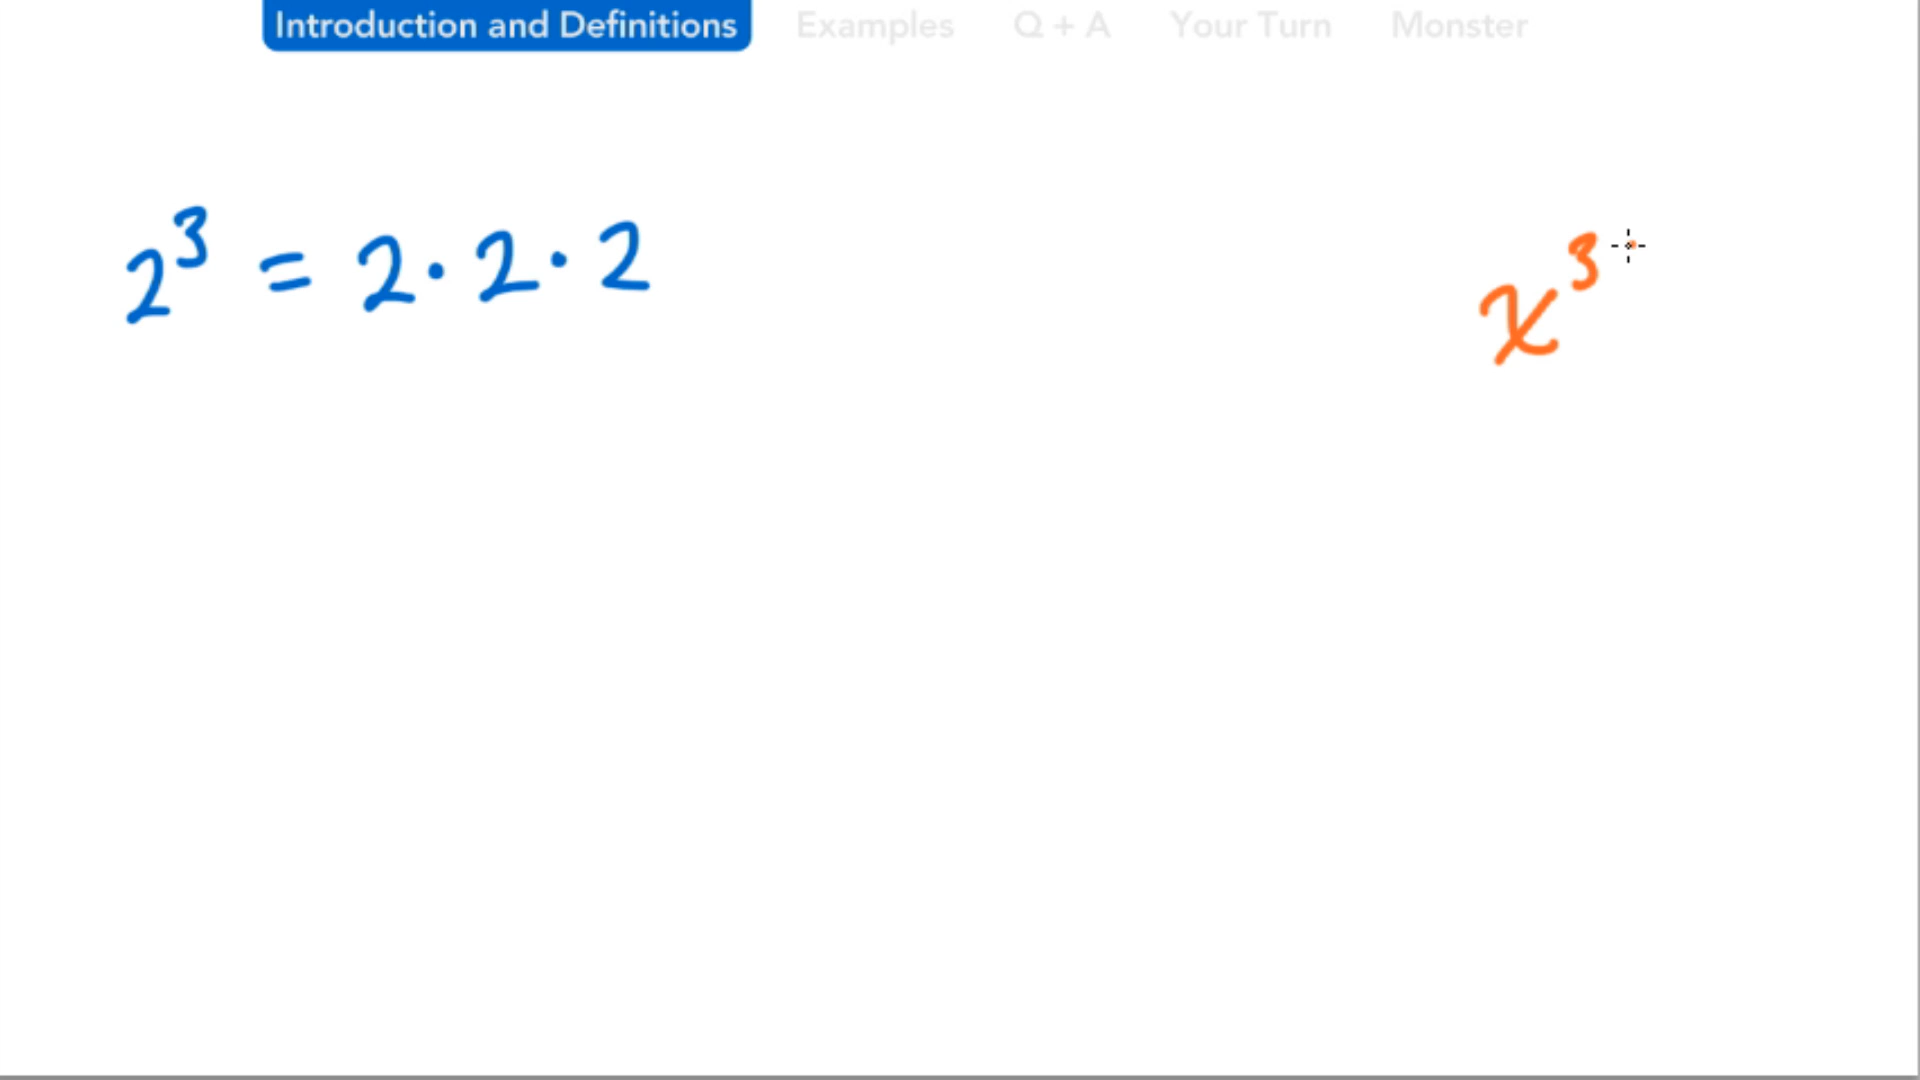 Introduction and Definitions Examples Q + A Your Turn Monster
2³ = 2 · 2 · 2 x³